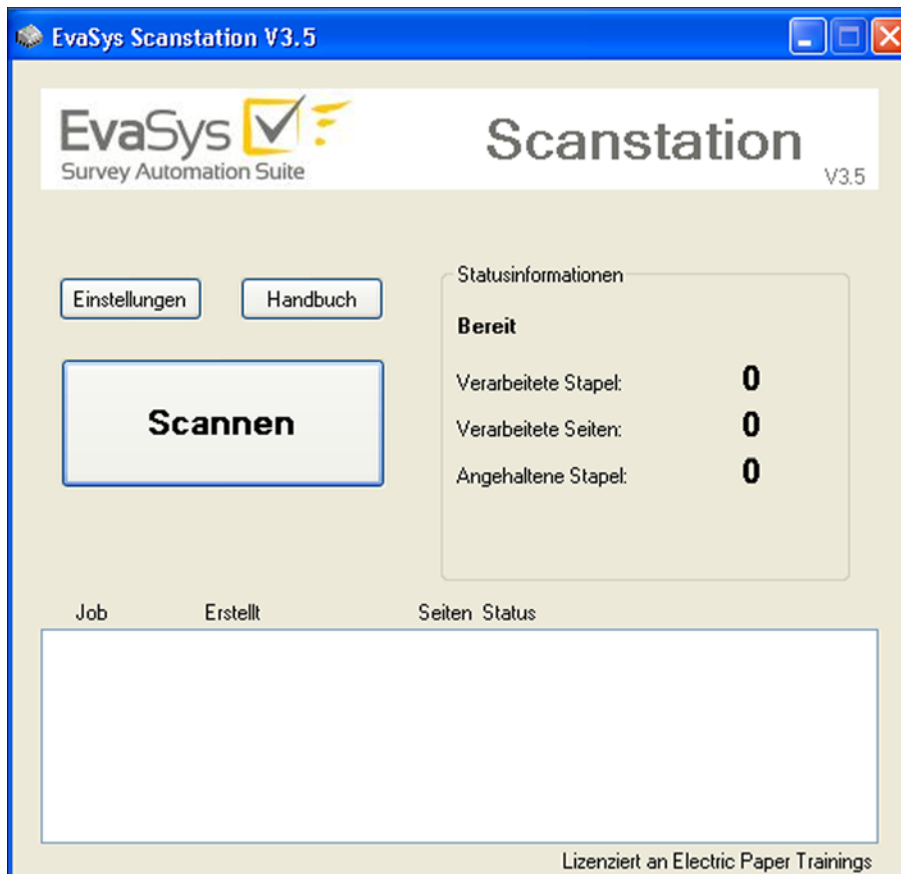 EvaSys Scanstation V3.5
EvaSys
Survey Automation Suite
Scanstation
V3.5
Einstellungen
Handbuch
Scannen
Statusinformationen
Bereit
Verarbeitete Stapel: 0
Verarbeitete Seiten: 0
Angehaltene Stapel: 0
Job Erstellt Seiten Status
Lizenziert an Electric Paper Trainings